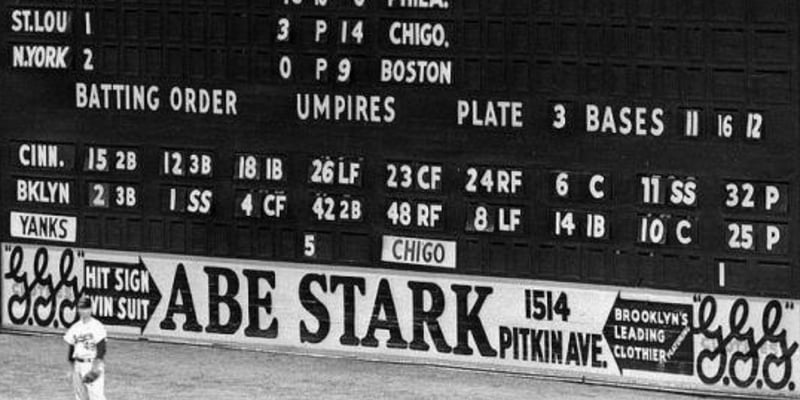 PHILA.
ST.LOU 1 3 P 14 CHIGO.
N.YORK 2 0 P 9 BOSTON
BATTING ORDER UMPIRES PLATE 3 BASES 11 16 12
CINN. 15 2B 12 3B 18 1B 26 LF 23 CF 24 RF 6 C 11 SS 32 P
BKLYN 2 3B 1 SS 4 CF 42 2B 48 RF 8 LF 14 1B 10 C 25 P
YANKS 5 CHIGO 1
HIT SIGN
WIN SUIT
ABE STARK
1514
PITKIN AVE.
BROOKLYN'S
LEADING
CLOTHIER